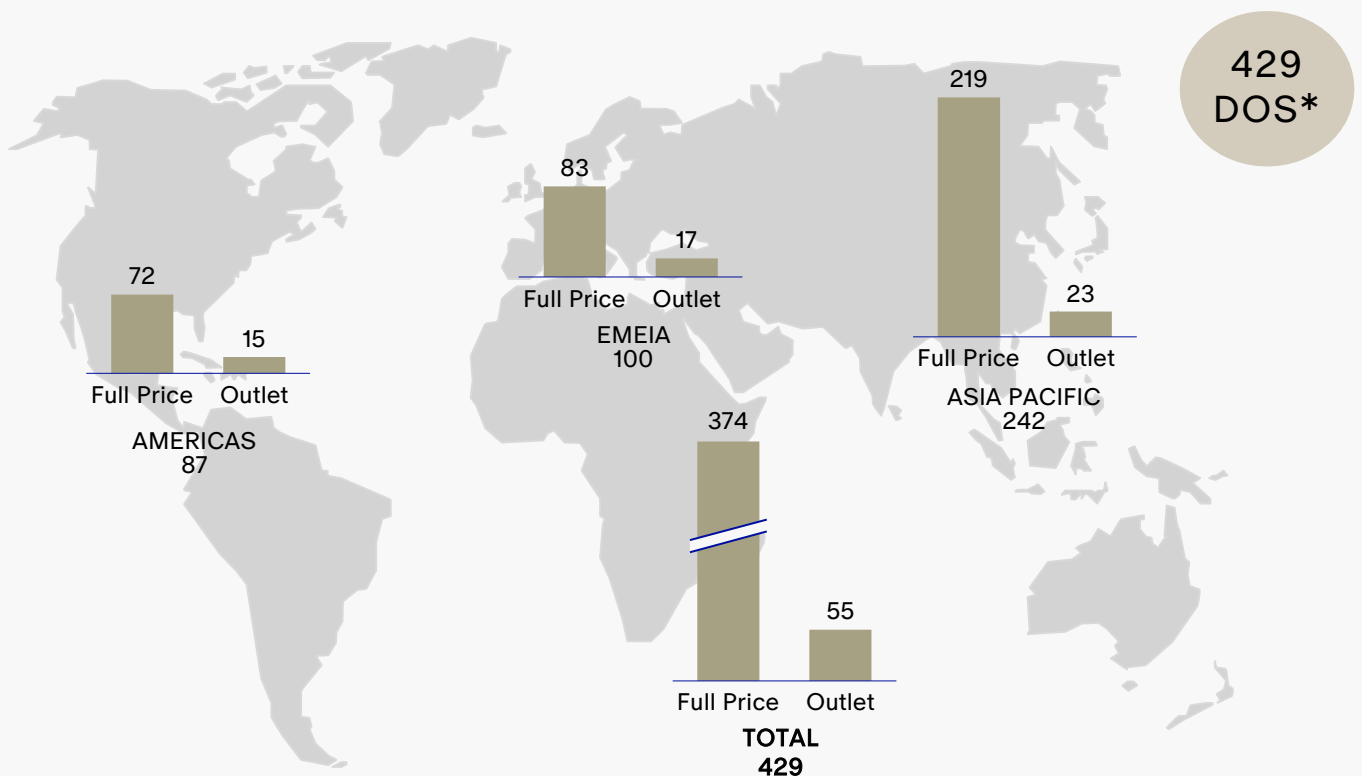 429
DOS*
72
15
Full Price Outlet
AMERICAS
87
83
17
Full Price Outlet
EMEIA
100
219
23
Full Price Outlet
ASIA PACIFIC
242
374
55
Full Price Outlet
TOTAL
429